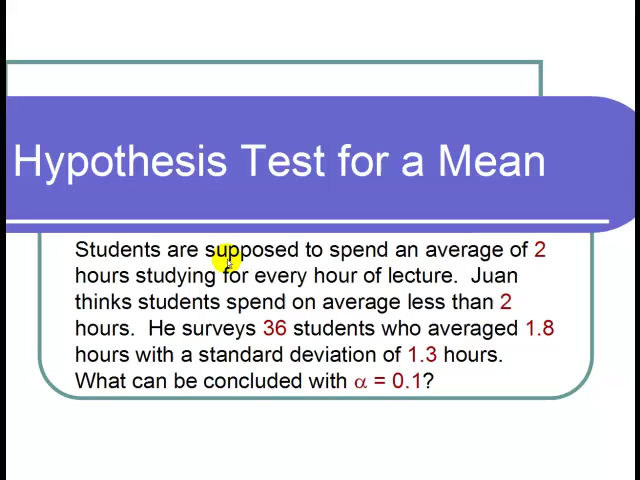 Hypothesis Test for a Mean
Students are supposed to spend an average of 2
hours studying for every hour of lecture.  Juan
thinks students spend on average less than 2
hours.  He surveys 36 students who averaged 1.8
hours with a standard deviation of 1.3 hours.
What can be concluded with α = 0.1?